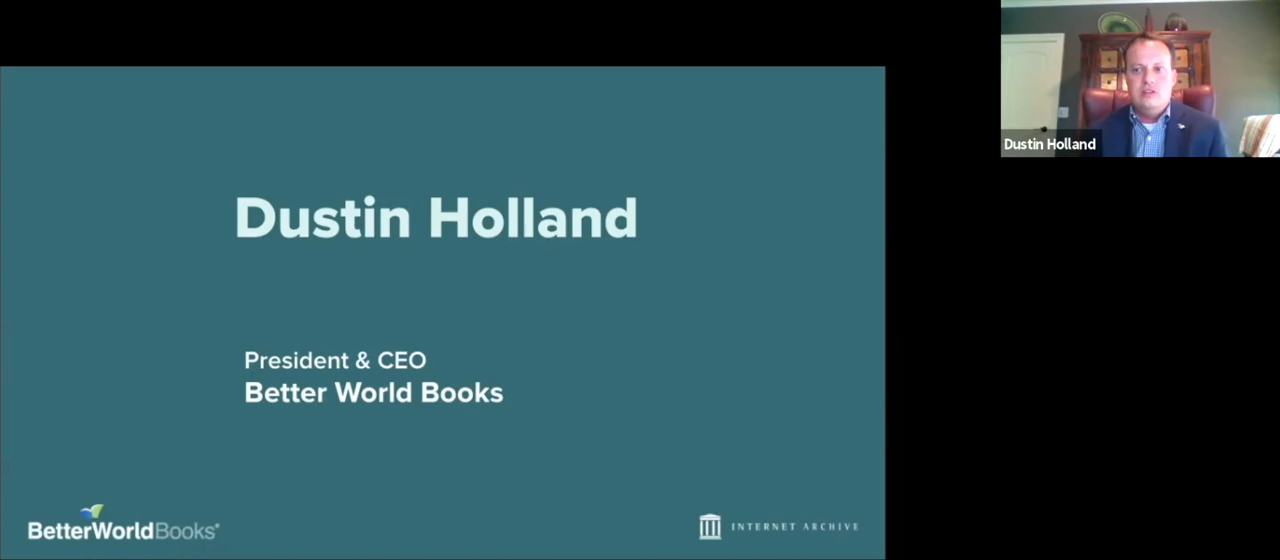 Dustin Holland
President & CEO
Better World Books
BetterWorldBooks®
INTERNET ARCHIVE
Dustin Holland